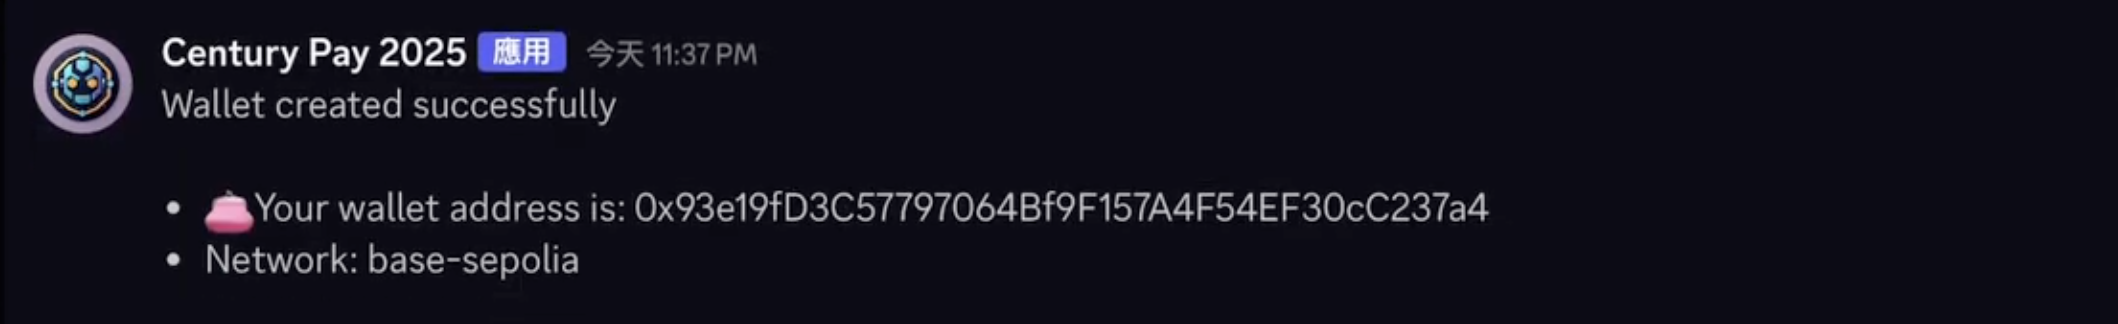 Century Pay 2025 應用 今天 11:37 PM
Wallet created successfully
• 👛Your wallet address is: 0x93e19fD3C57797064Bf9F157A4F54EF30cC237a4
• Network: base-sepolia